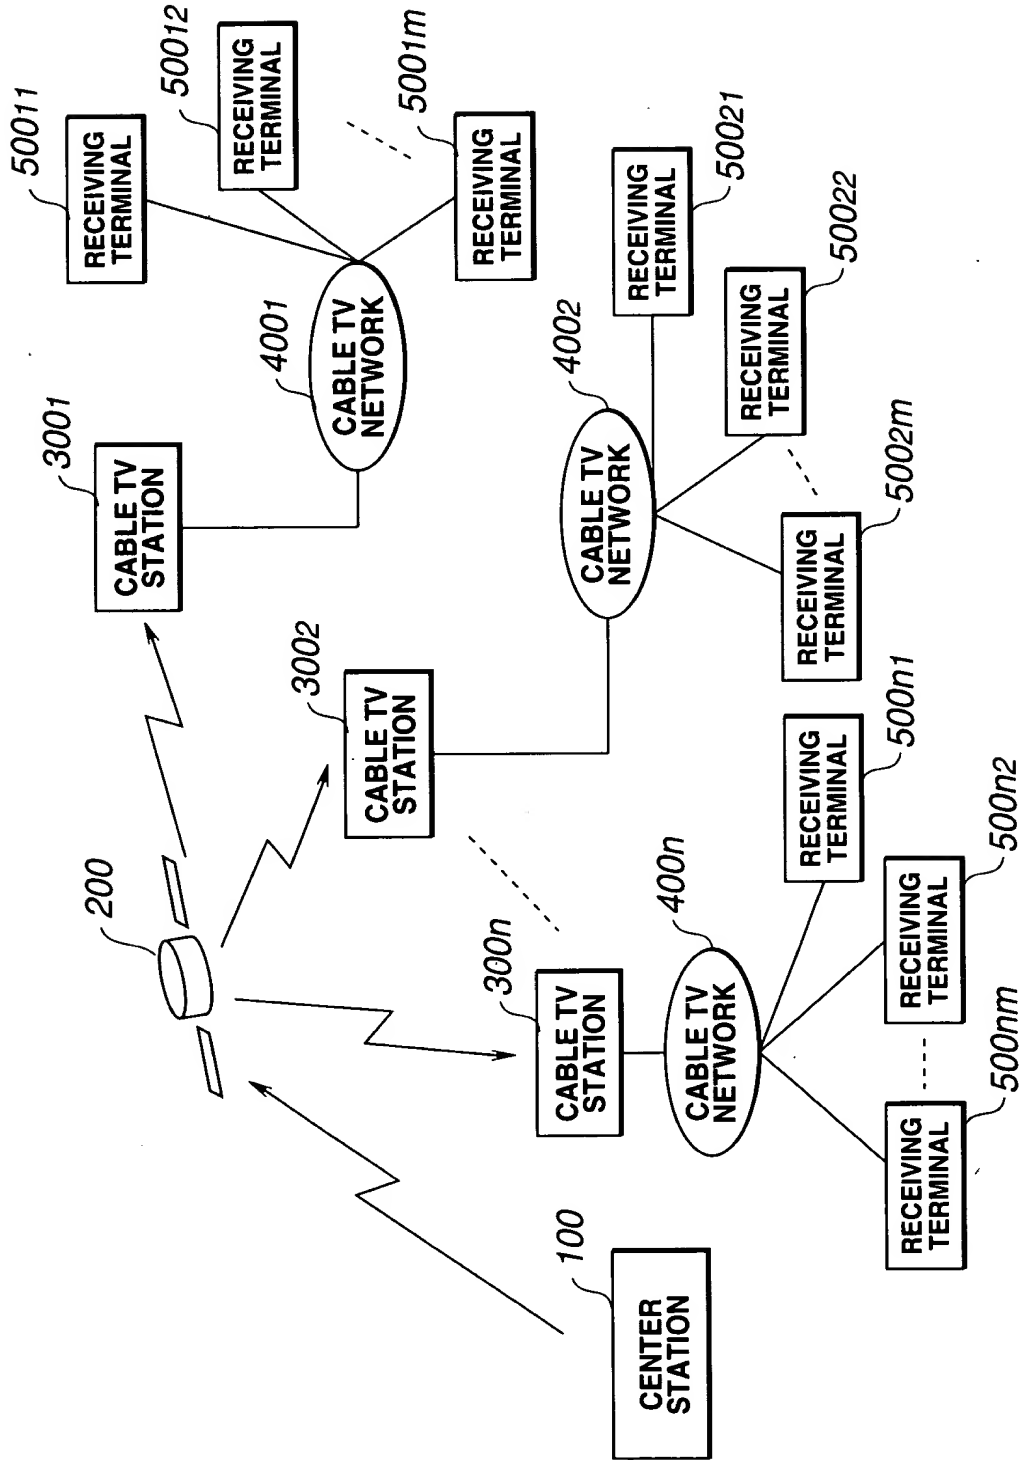 200
100
CENTER
STATION
3001
CABLE TV
STATION
3002
CABLE TV
STATION
300n
CABLE TV
STATION
4001
CABLE TV
NETWORK
4002
CABLE TV
NETWORK
400n
CABLE TV
NETWORK
50011
RECEIVING
TERMINAL
50012
RECEIVING
TERMINAL
5001m
RECEIVING
TERMINAL
RECEIVING
TERMINAL
50021
RECEIVING
TERMINAL
50022
RECEIVING
TERMINAL
5002m
RECEIVING
TERMINAL
500n1
RECEIVING
TERMINAL
500n2
RECEIVING
TERMINAL
500nm